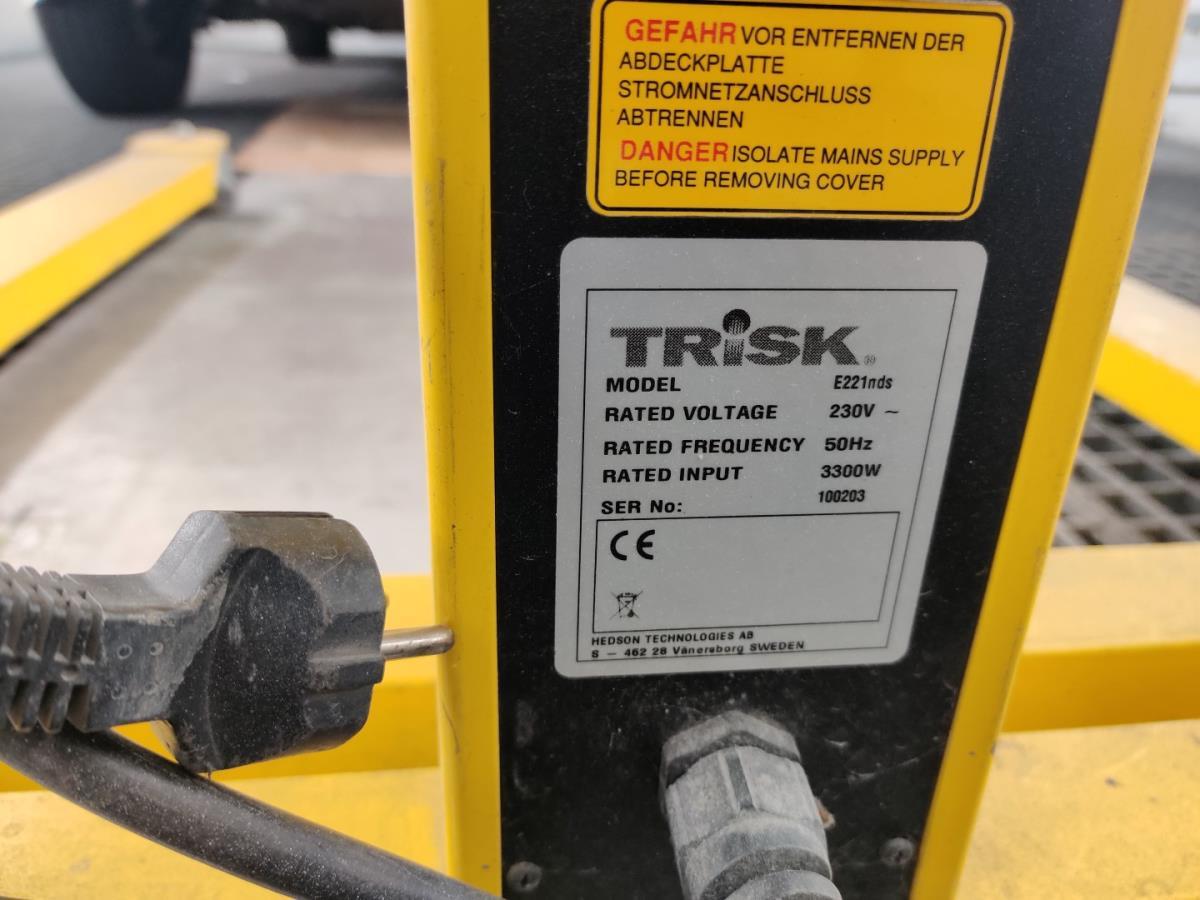 GEFAHR VOR ENTFERNEN DER
ABDECKPLATTE
STROMNETZANSCHLUSS
ABTRENNEN
DANGER ISOLATE MAINS SUPPLY
BEFORE REMOVING COVER
TRISK®
MODEL E221nds
RATED VOLTAGE 230V ~
RATED FREQUENCY 50Hz
RATED INPUT 3300W
SER No: 100203
CE
HEDSON TECHNOLOGIES AB
S – 462 28 Vänersborg SWEDEN